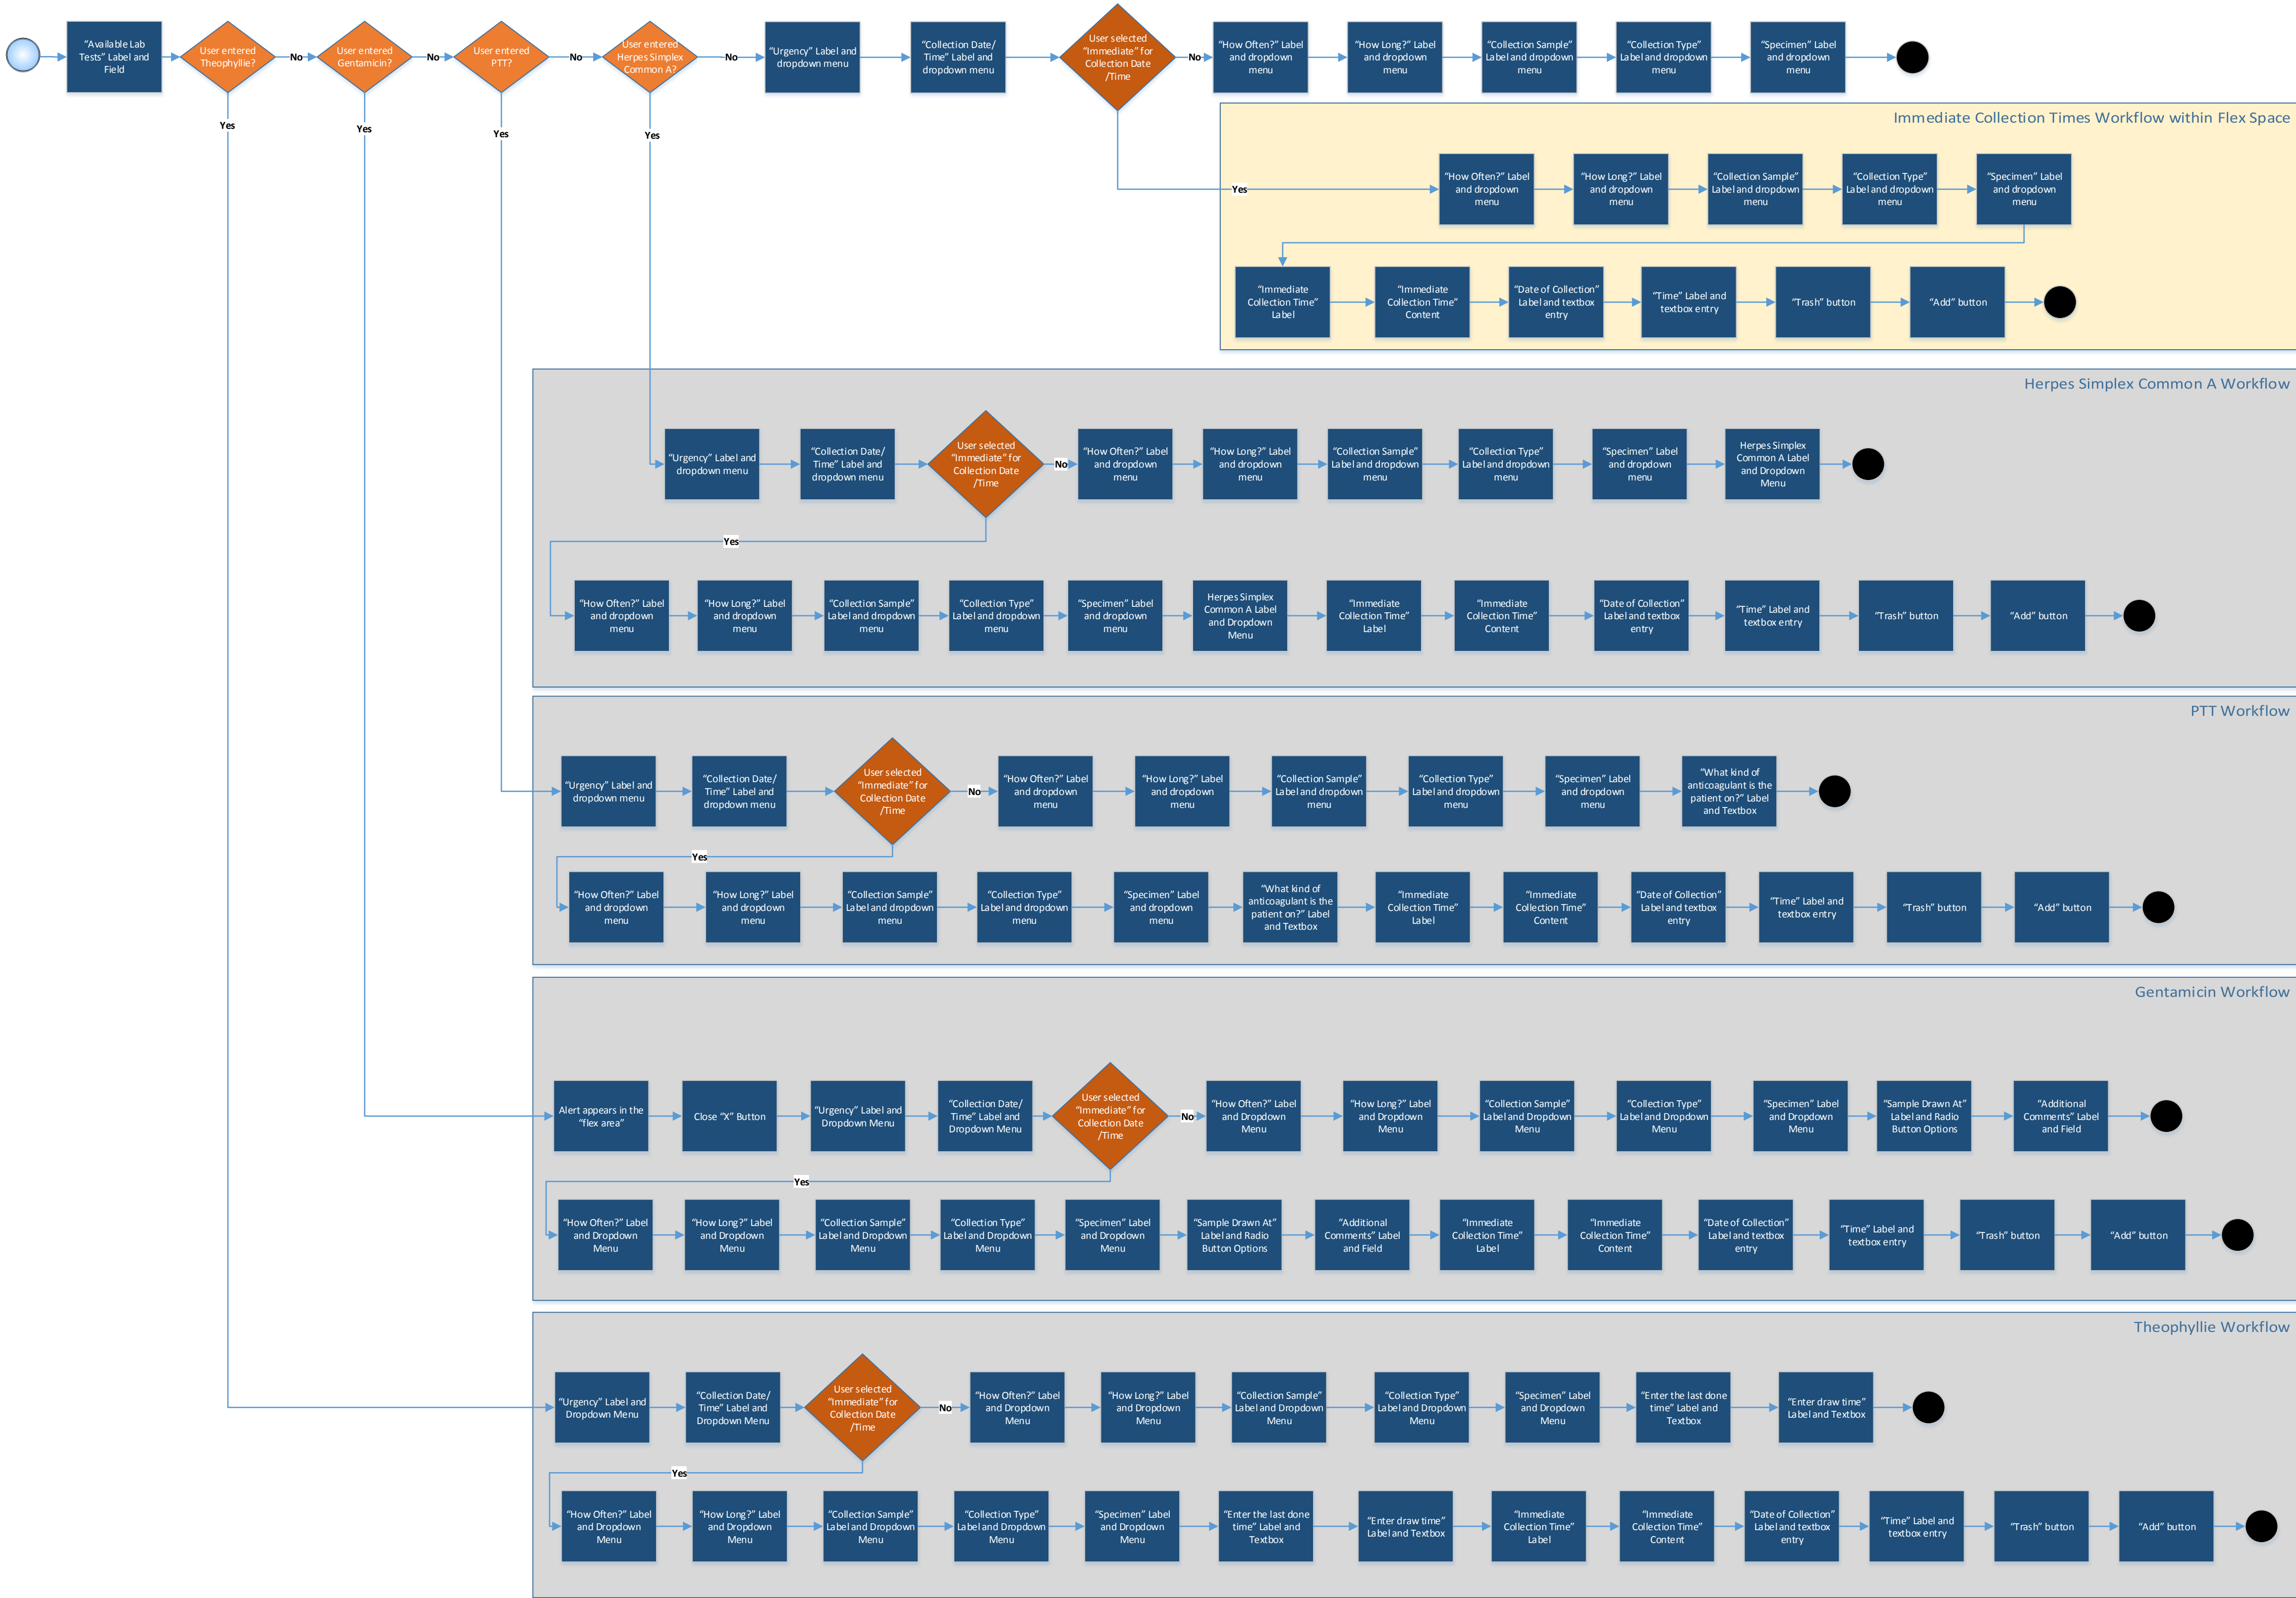 “Available Lab
Tests” Label and
Field
User entered
Theophyllie?
No
User entered
Gentamicin?
No
User entered
PTT?
No
User entered
Herpes Simplex
Common A?
No
“Urgency” Label and
dropdown menu
“Collection Date/
Time” Label and
dropdown menu
User selected
“Immediate” for
Collection Date
/Time
No
“How Often?” Label
and dropdown
menu
“How Long?” Label
and dropdown
menu
“Collection Sample”
Label and dropdown
menu
“Collection Type”
Label and dropdown
menu
“Specimen” Label
and dropdown
menu
Yes
Yes
Yes
Yes
Immediate Collection Times Workflow within Flex Space
Yes
“How Often?” Label
and dropdown
menu
“How Long?” Label
and dropdown
menu
“Collection Sample”
Label and dropdown
menu
“Collection Type”
Label and dropdown
menu
“Specimen” Label
and dropdown
menu
“Immediate
Collection Time”
Label
“Immediate
Collection Time”
Content
“Date of Collection”
Label and textbox
entry
“Time” Label and
textbox entry
“Trash” button
“Add” button
Herpes Simplex Common A Workflow
“Urgency” Label and
dropdown menu
“Collection Date/
Time” Label and
dropdown menu
User selected
“Immediate” for
Collection Date
/Time
No
“How Often?” Label
and dropdown
menu
“How Long?” Label
and dropdown
menu
“Collection Sample”
Label and dropdown
menu
“Collection Type”
Label and dropdown
menu
“Specimen” Label
and dropdown
menu
Herpes Simplex
Common A Label
and Dropdown
Menu
Yes
“How Often?” Label
and dropdown
menu
“How Long?” Label
and dropdown
menu
“Collection Sample”
Label and dropdown
menu
“Collection Type”
Label and dropdown
menu
“Specimen” Label
and dropdown
menu
Herpes Simplex
Common A Label
and Dropdown
Menu
“Immediate
Collection Time”
Label
“Immediate
Collection Time”
Content
“Date of Collection”
Label and textbox
entry
“Time” Label and
textbox entry
“Trash” button
“Add” button
PTT Workflow
“Urgency” Label and
dropdown menu
“Collection Date/
Time” Label and
dropdown menu
User selected
“Immediate” for
Collection Date
/Time
No
“How Often?” Label
and dropdown
menu
“How Long?” Label
and dropdown
menu
“Collection Sample”
Label and dropdown
menu
“Collection Type”
Label and dropdown
menu
“Specimen” Label
and dropdown
menu
“What kind of
anticoagulant is the
patient on?” Label
and Textbox
Yes
“How Often?” Label
and dropdown
menu
“How Long?” Label
and dropdown
menu
“Collection Sample”
Label and dropdown
menu
“Collection Type”
Label and dropdown
menu
“Specimen” Label
and dropdown
menu
“What kind of
anticoagulant is the
patient on?” Label
and Textbox
“Immediate
Collection Time”
Label
“Immediate
Collection Time”
Content
“Date of Collection”
Label and textbox
entry
“Time” Label and
textbox entry
“Trash” button
“Add” button
Gentamicin Workflow
Alert appears in the
“flex area”
Close “X” Button
“Urgency” Label and
Dropdown Menu
“Collection Date/
Time” Label and
Dropdown Menu
User selected
“Immediate” for
Collection Date
/Time
No
“How Often?” Label
and Dropdown
Menu
“How Long?” Label
and Dropdown
Menu
“Collection Sample”
Label and Dropdown
Menu
“Collection Type”
Label and Dropdown
Menu
“Specimen” Label
and Dropdown
Menu
“Sample Drawn At”
Label and Radio
Button Options
“Additional
Comments” Label
and Field
Yes
“How Often?” Label
and Dropdown
Menu
“How Long?” Label
and Dropdown
Menu
“Collection Sample”
Label and Dropdown
Menu
“Collection Type”
Label and Dropdown
Menu
“Specimen” Label
and Dropdown
Menu
“Sample Drawn At”
Label and Radio
Button Options
“Additional
Comments” Label
and Field
“Immediate
Collection Time”
Label
“Immediate
Collection Time”
Content
“Date of Collection”
Label and textbox
entry
“Time” Label and
textbox entry
“Trash” button
“Add” button
Theophyllie Workflow
“Urgency” Label and
Dropdown Menu
“Collection Date/
Time” Label and
Dropdown Menu
User selected
“Immediate” for
Collection Date
/Time
No
“How Often?” Label
and Dropdown
Menu
“How Long?” Label
and Dropdown
Menu
“Collection Sample”
Label and Dropdown
Menu
“Collection Type”
Label and Dropdown
Menu
“Specimen” Label
and Dropdown
Menu
“Enter the last done
time” Label and
Textbox
“Enter draw time”
Label and Textbox
Yes
“How Often?” Label
and Dropdown
Menu
“How Long?” Label
and Dropdown
Menu
“Collection Sample”
Label and Dropdown
Menu
“Collection Type”
Label and Dropdown
Menu
“Specimen” Label
and Dropdown
Menu
“Enter the last done
time” Label and
Textbox
“Enter draw time”
Label and Textbox
“Immediate
Collection Time”
Label
“Immediate
Collection Time”
Content
“Date of Collection”
Label and textbox
entry
“Time” Label and
textbox entry
“Trash” button
“Add” button